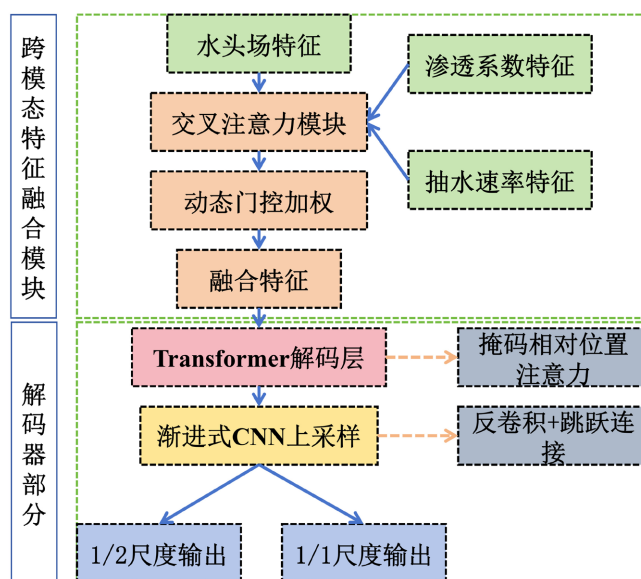 跨模态特征融合模块
水头场特征
渗透系数特征
交叉注意力模块
抽水速率特征
动态门控加权
融合特征
解码器部分
Transformer解码层
掩码相对位置
注意力
渐进式CNN上采样
反卷积+跳跃连
接
1/2尺度输出
1/1尺度输出